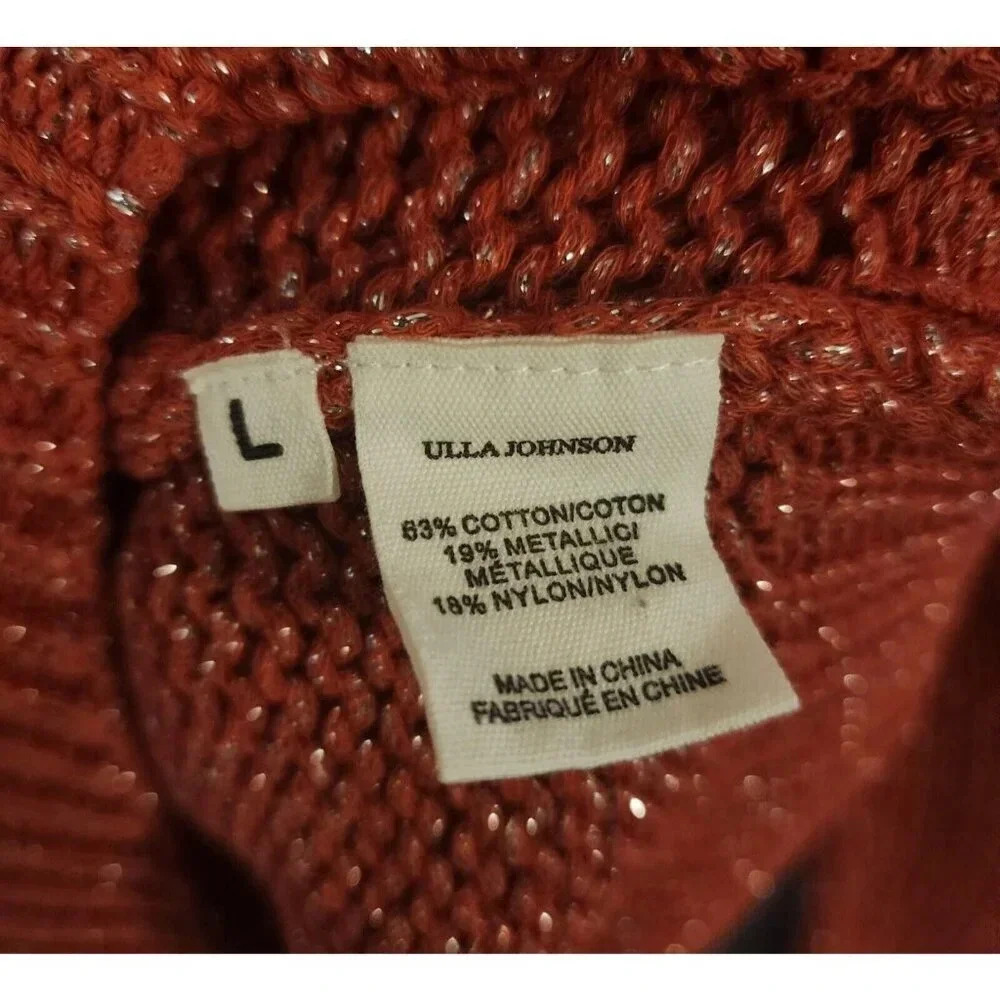 L
ULLA JOHNSON
63% COTTON/COTON
19% METALLIC/
MÉTALLIQUE
18% NYLON/NYLON
MADE IN CHINA
FABRIQUÉ EN CHINE